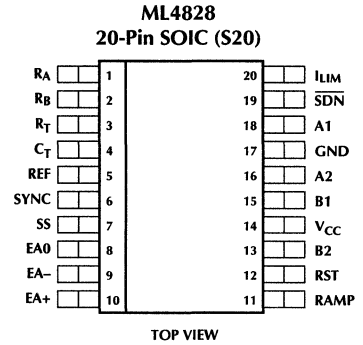 ML4828
20-Pin SOIC (S20)
RA 1 20 ILIM
RB 2 19 SDN
RT 3 18 A1
CT 4 17 GND
REF 5 16 A2
SYNC 6 15 B1
SS 7 14 VCC
EA0 8 13 B2
EA− 9 12 RST
EA+ 10 11 RAMP
TOP VIEW